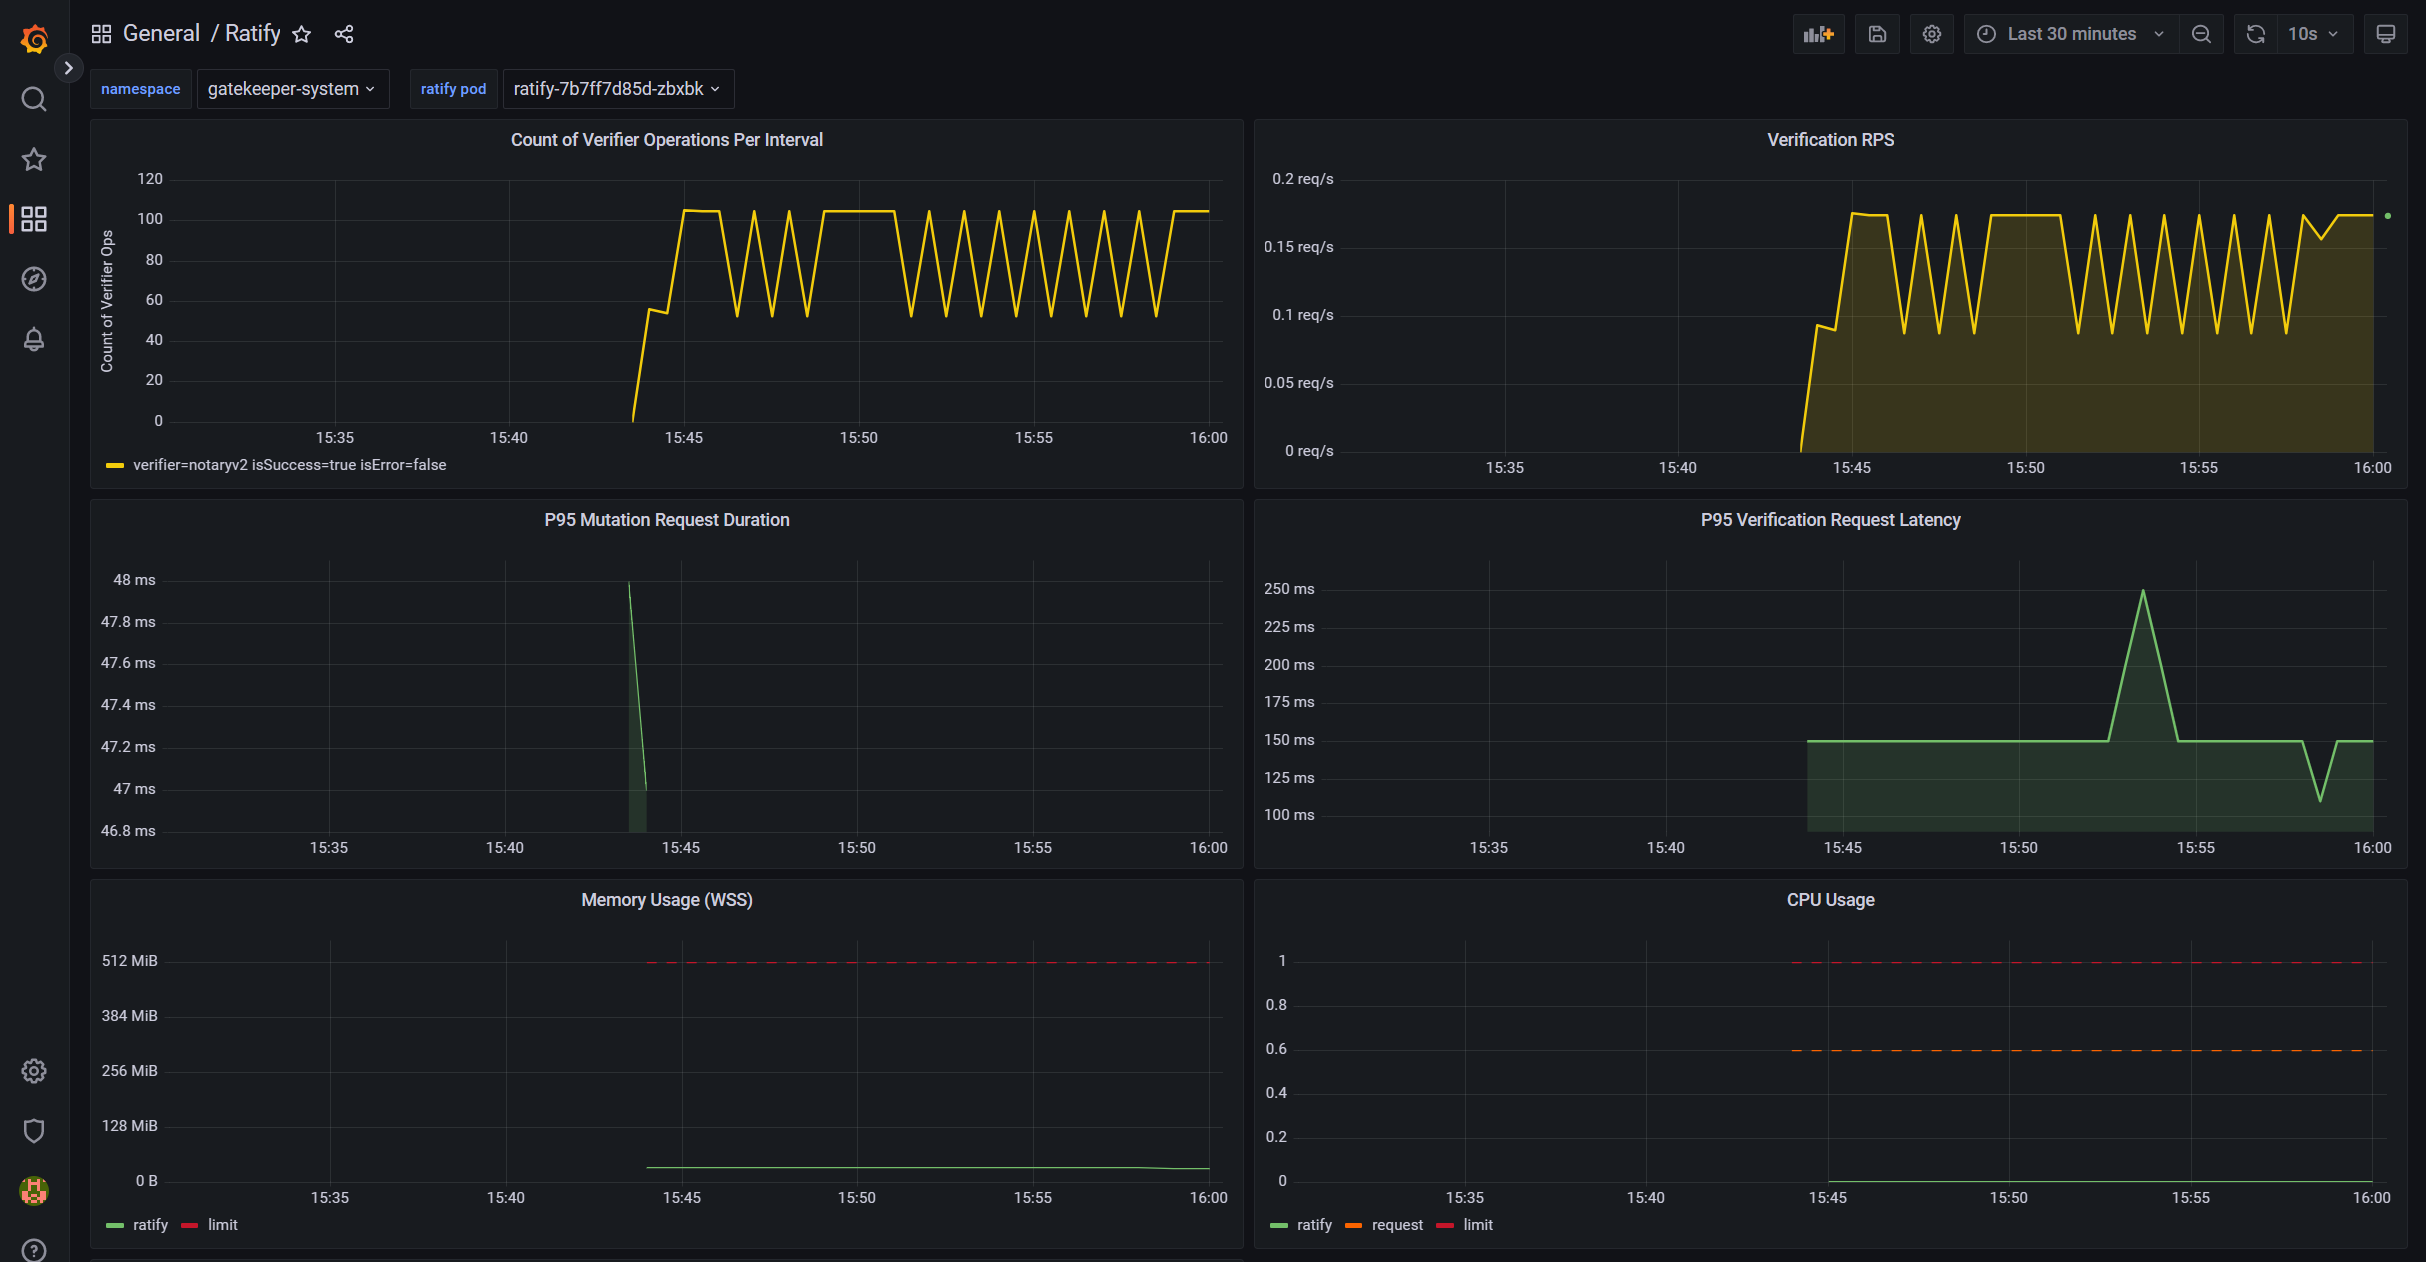 General / Ratify
Last 30 minutes
10s
namespace
gatekeeper-system
ratify pod
ratify-7b7ff7d85d-zbxbk
Count of Verifier Operations Per Interval
Count of Verifier Ops
120
100
80
60
40
20
0
15:35 15:40 15:45 15:50 15:55 16:00
verifier=notaryv2 isSuccess=true isError=false
Verification RPS
0.2 req/s
0.15 req/s
0.1 req/s
0.05 req/s
0 req/s
15:35 15:40 15:45 15:50 15:55 16:00
P95 Mutation Request Duration
48 ms
47.8 ms
47.6 ms
47.4 ms
47.2 ms
47 ms
46.8 ms
15:35 15:40 15:45 15:50 15:55 16:00
P95 Verification Request Latency
250 ms
225 ms
200 ms
175 ms
150 ms
125 ms
100 ms
15:35 15:40 15:45 15:50 15:55 16:00
Memory Usage (WSS)
512 MiB
384 MiB
256 MiB
128 MiB
0 B
15:35 15:40 15:45 15:50 15:55 16:00
ratify limit
CPU Usage
1
0.8
0.6
0.4
0.2
0
15:35 15:40 15:45 15:50 15:55 16:00
ratify request limit